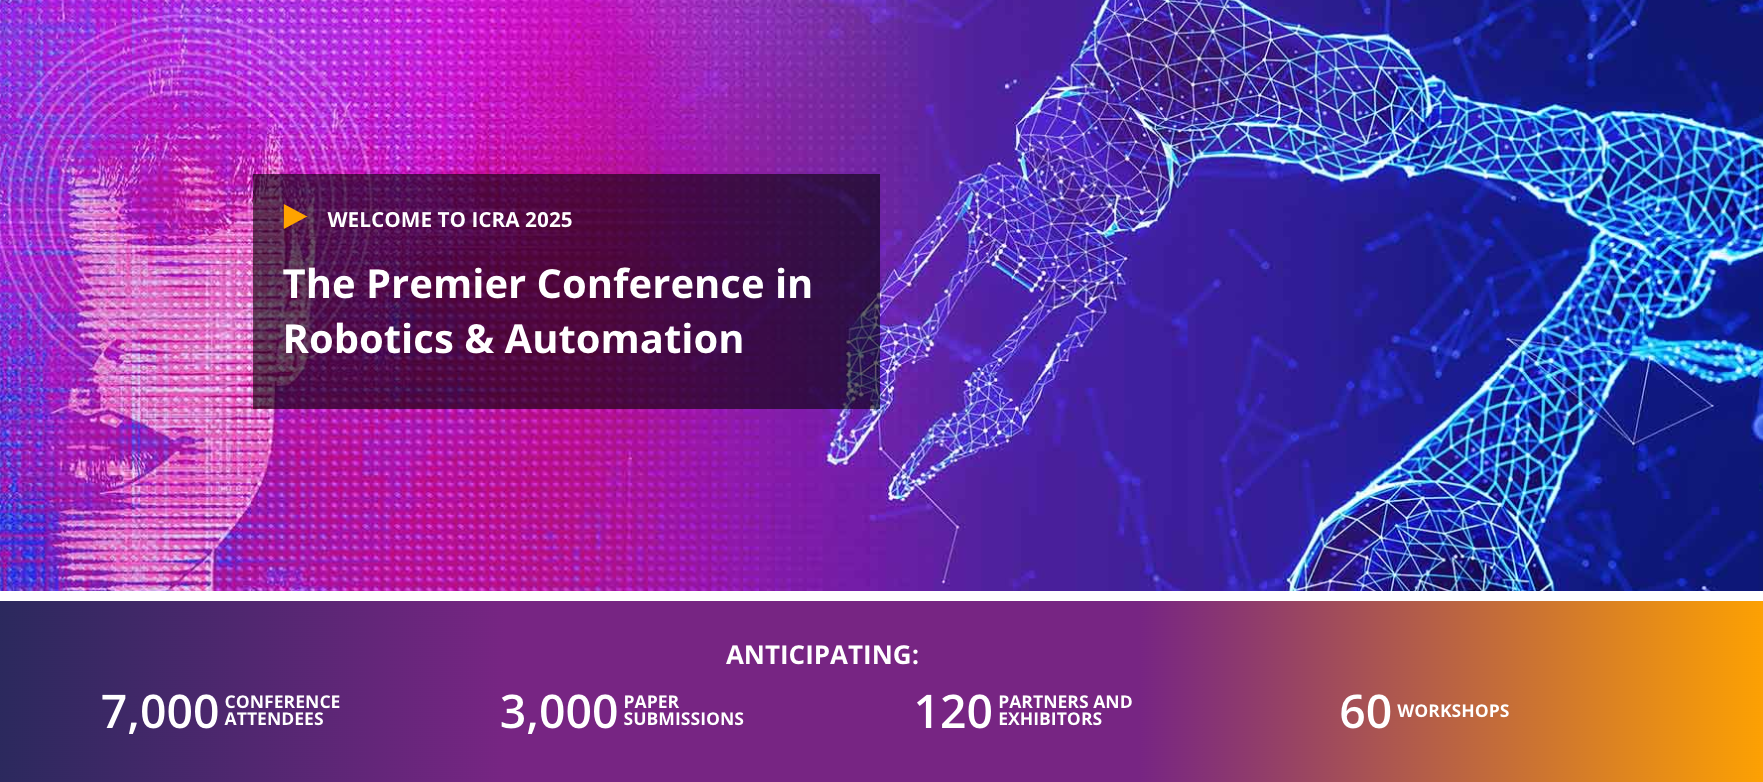 WELCOME TO ICRA 2025
The Premier Conference in
Robotics & Automation
ANTICIPATING:
7,000 CONFERENCE
ATTENDEES
3,000 PAPER
SUBMISSIONS
120 PARTNERS AND
EXHIBITORS
60 WORKSHOPS